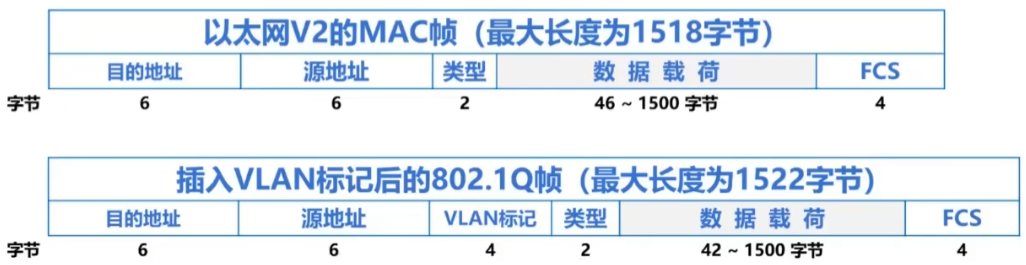 以太网V2的MAC帧（最大长度为1518字节）
目的地址 源地址 类型 数据载荷 FCS
字节 6 6 2 46 ~ 1500 字节 4
插入VLAN标记后的802.1Q帧（最大长度为1522字节）
目的地址 源地址 VLAN标记 类型 数据载荷 FCS
字节 6 6 4 2 42 ~ 1500 字节 4